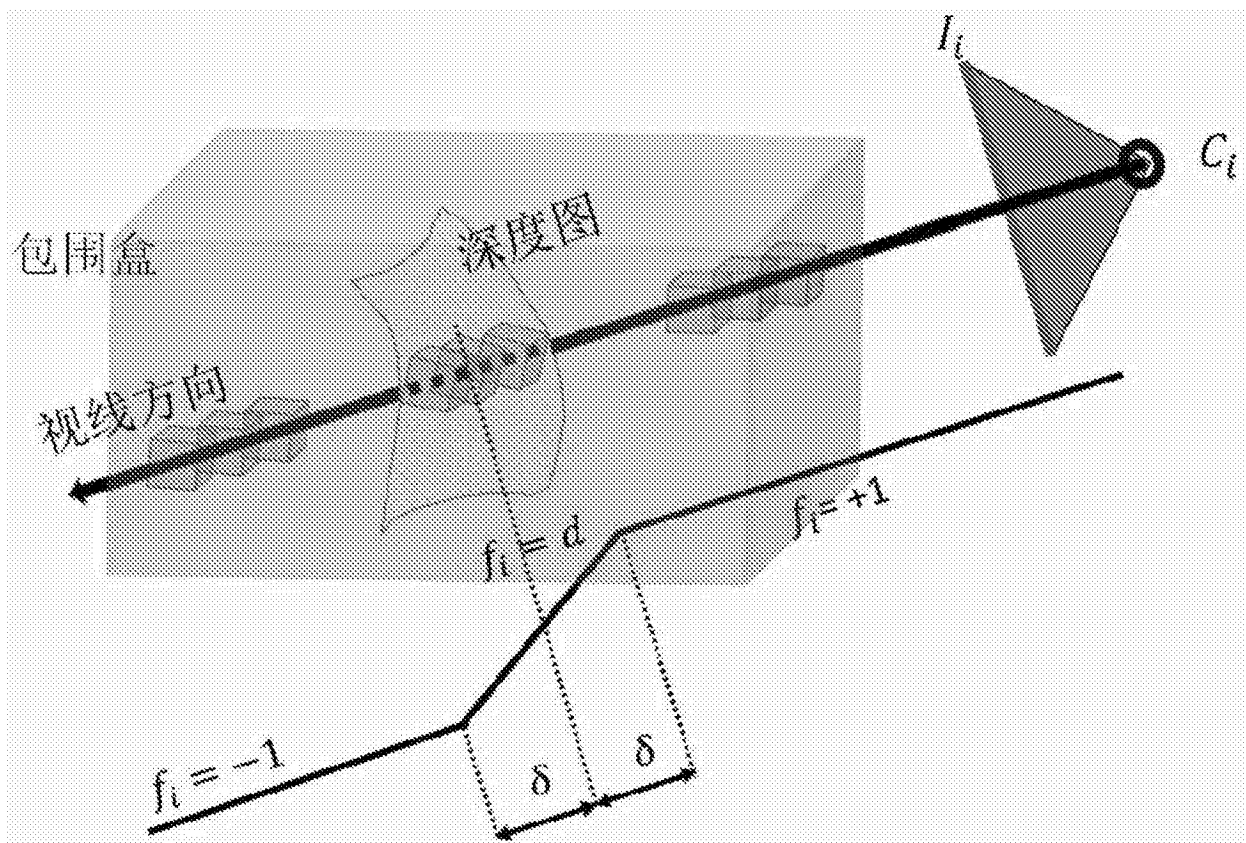 I_i
C_i
包围盒
深度图
视线方向
f_i = d
f_i = +1
f_i = −1
δ
δ